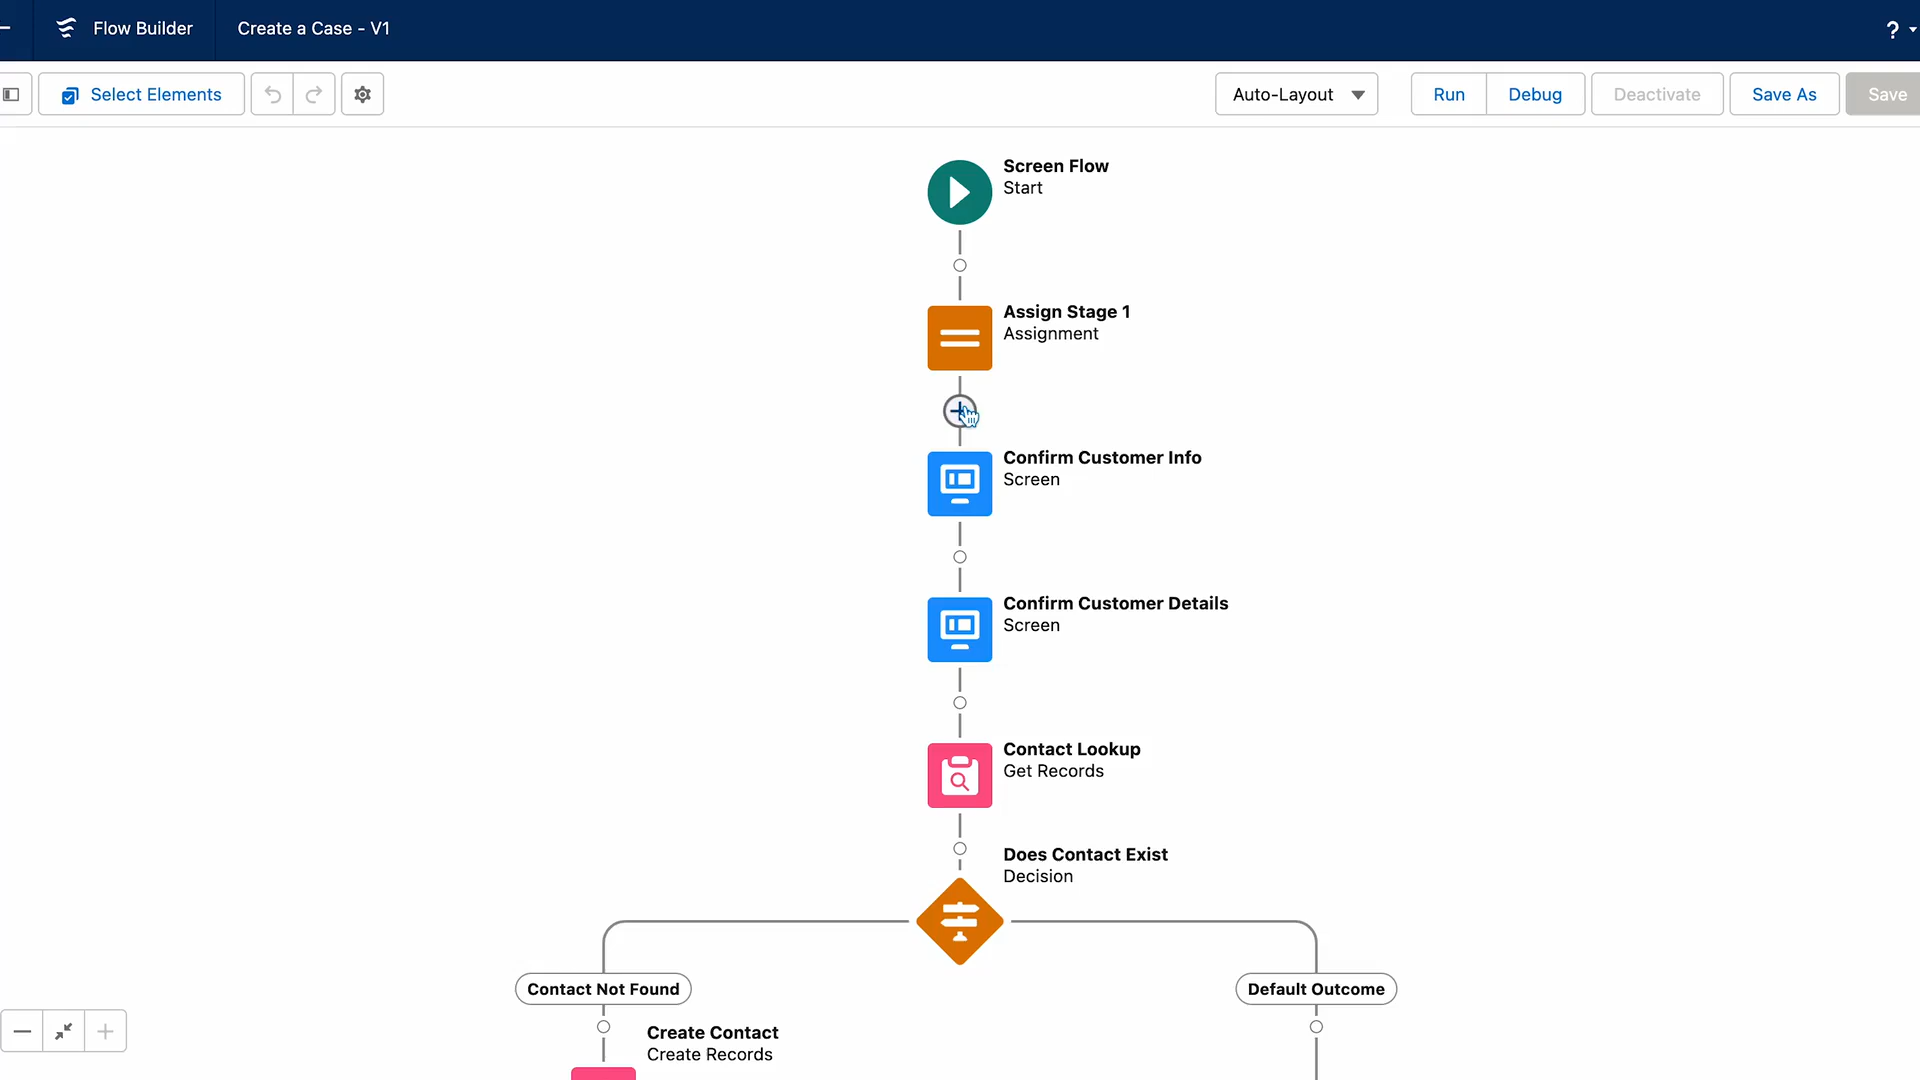 Flow Builder
Create a Case - V1
?
Select Elements
Auto-Layout
Run
Debug
Deactivate
Save As
Save
Screen Flow
Start
Assign Stage 1
Assignment
Confirm Customer Info
Screen
Confirm Customer Details
Screen
Contact Lookup
Get Records
Does Contact Exist
Decision
Contact Not Found
Default Outcome
Create Contact
Create Records